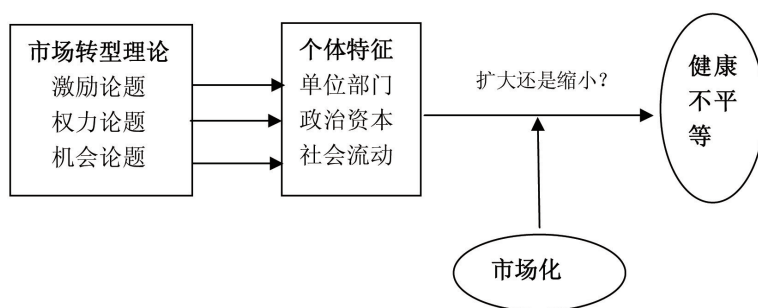 市场转型理论
激励论题
权力论题
机会论题
个体特征
单位部门
政治资本
社会流动
扩大还是缩小？
健康
不平
等
市场化